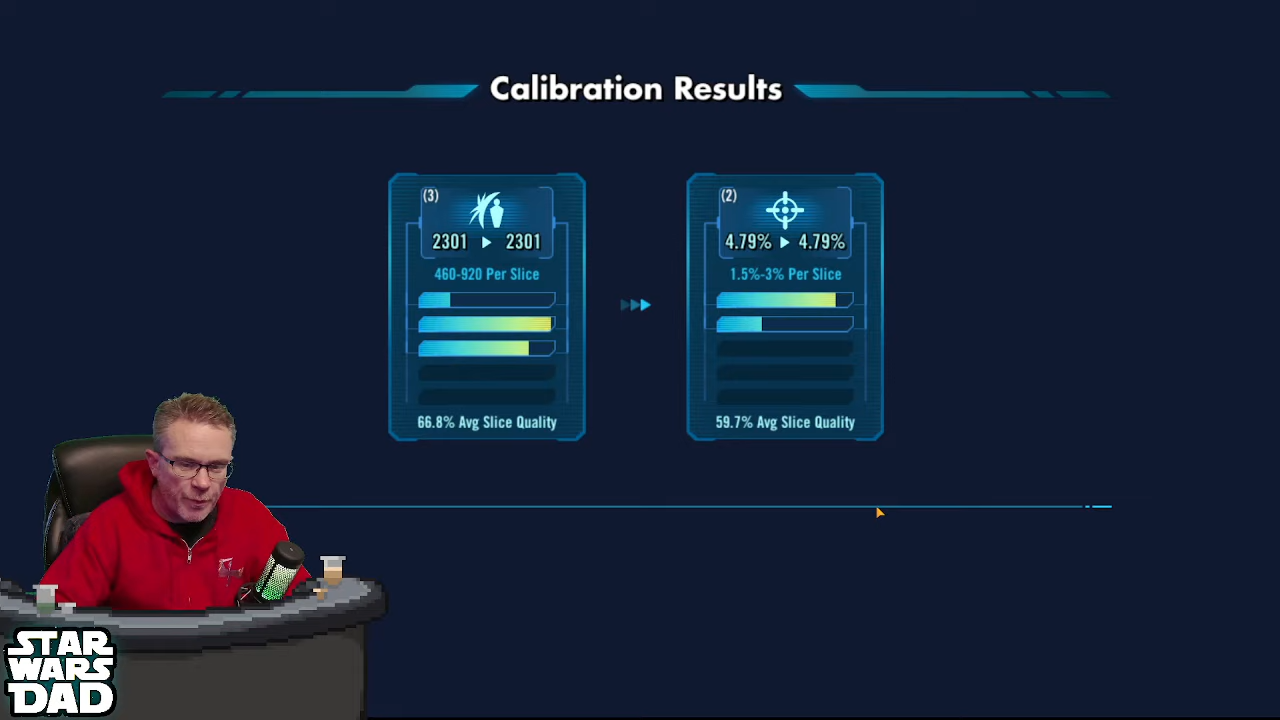 Calibration Results
(3)
2301 ▶ 2301
460-920 Per Slice
66.8% Avg Slice Quality
(2)
4.79% ▶ 4.79%
1.5%-3% Per Slice
59.7% Avg Slice Quality
STAR
WARS
DAD